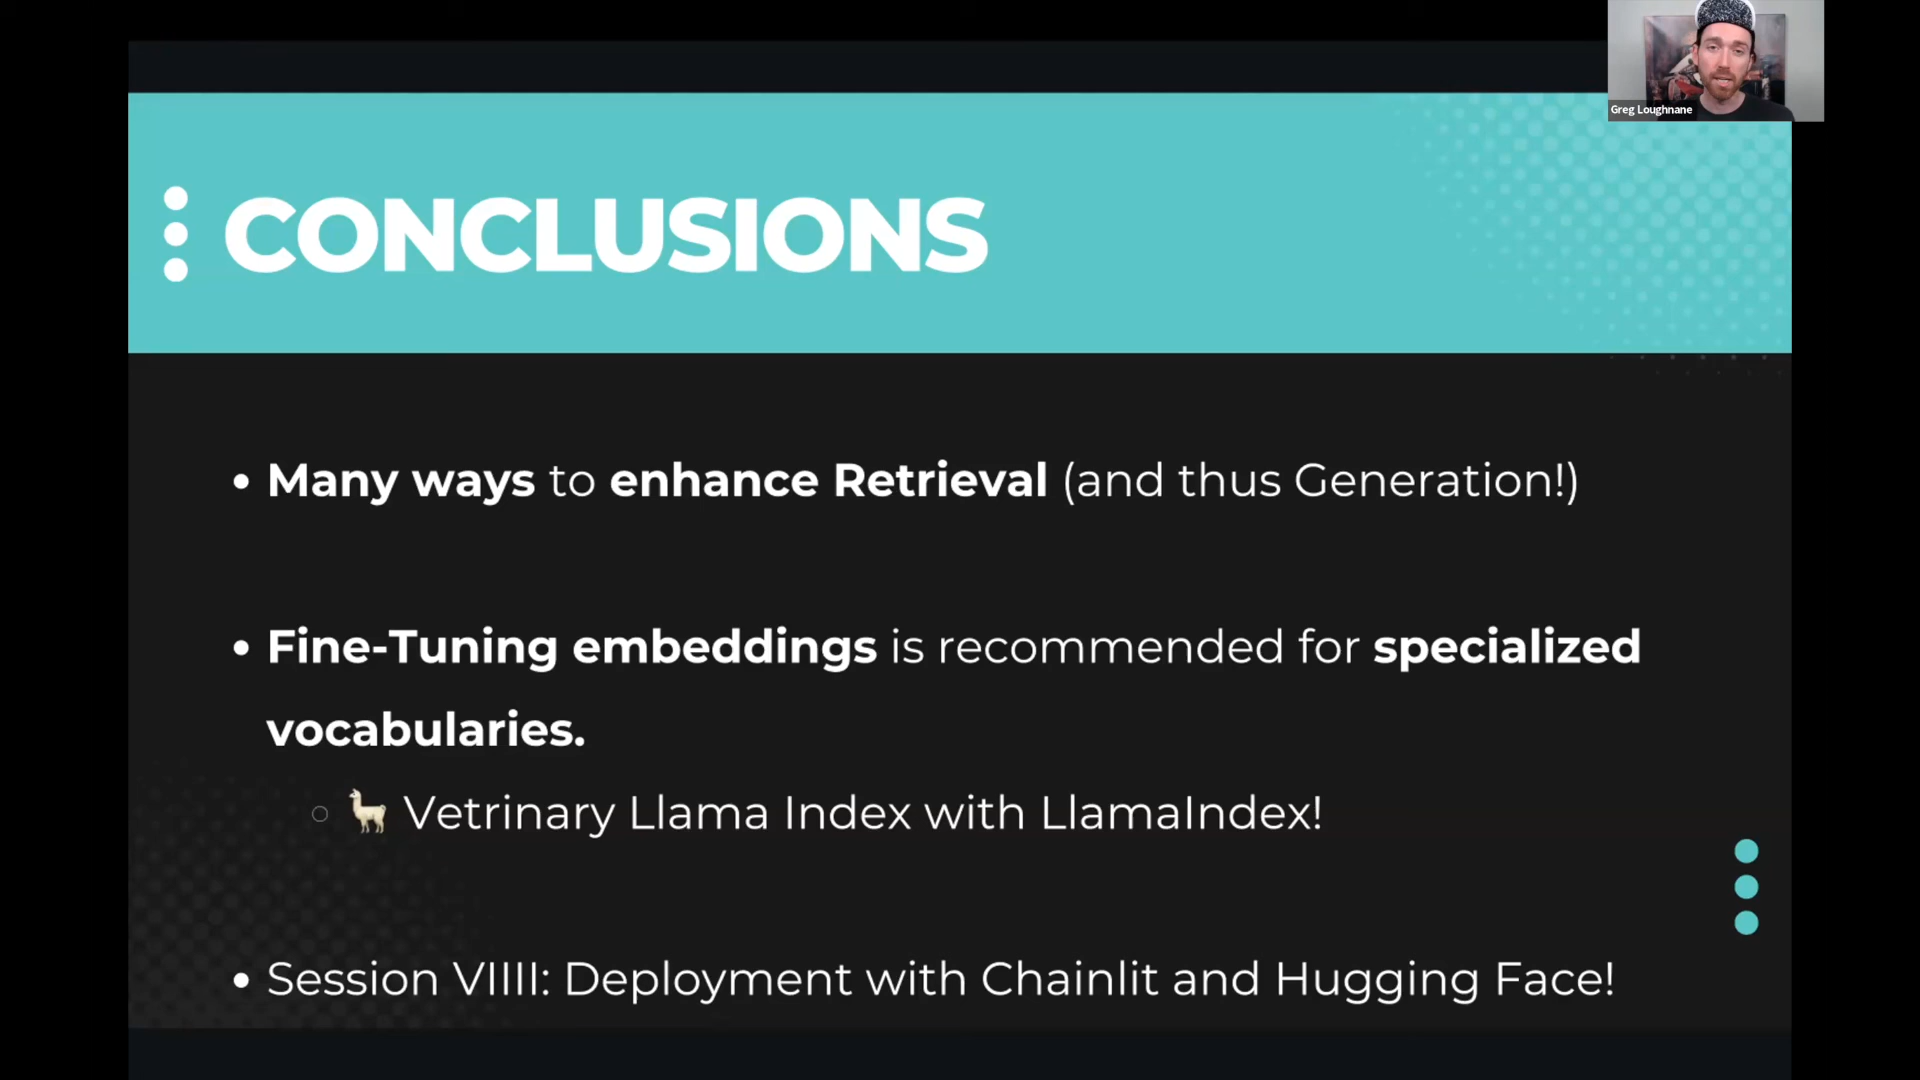 Greg Loughnane
CONCLUSIONS
• Many ways to enhance Retrieval (and thus Generation!)
• Fine-Tuning embeddings is recommended for specialized
vocabularies.
○ 🦙 Vetrinary Llama Index with LlamaIndex!
• Session VIIII: Deployment with Chainlit and Hugging Face!